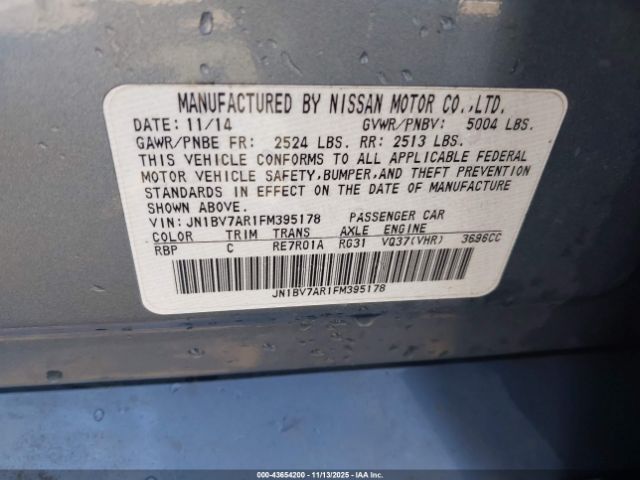 MANUFACTURED BY NISSAN MOTOR CO.,LTD.
DATE: 11/14 GVWR/PNBV: 5004 LBS.
GAWR/PNBE FR: 2524 LBS. RR: 2513 LBS.
THIS VEHICLE CONFORMS TO ALL APPLICABLE FEDERAL
MOTOR VEHICLE SAFETY,BUMPER,AND THEFT PREVENTION
STANDARDS IN EFFECT ON THE DATE OF MANUFACTURE
SHOWN ABOVE.
VIN: JN1BV7AR1FM395178 PASSENGER CAR
COLOR TRIM TRANS AXLE ENGINE
RBP C RE7R01A RG31 VQ37(VHR) 3696CC
JN1BV7AR1FM395178
000-43654200 - 11/13/2025 - IAAI.COM